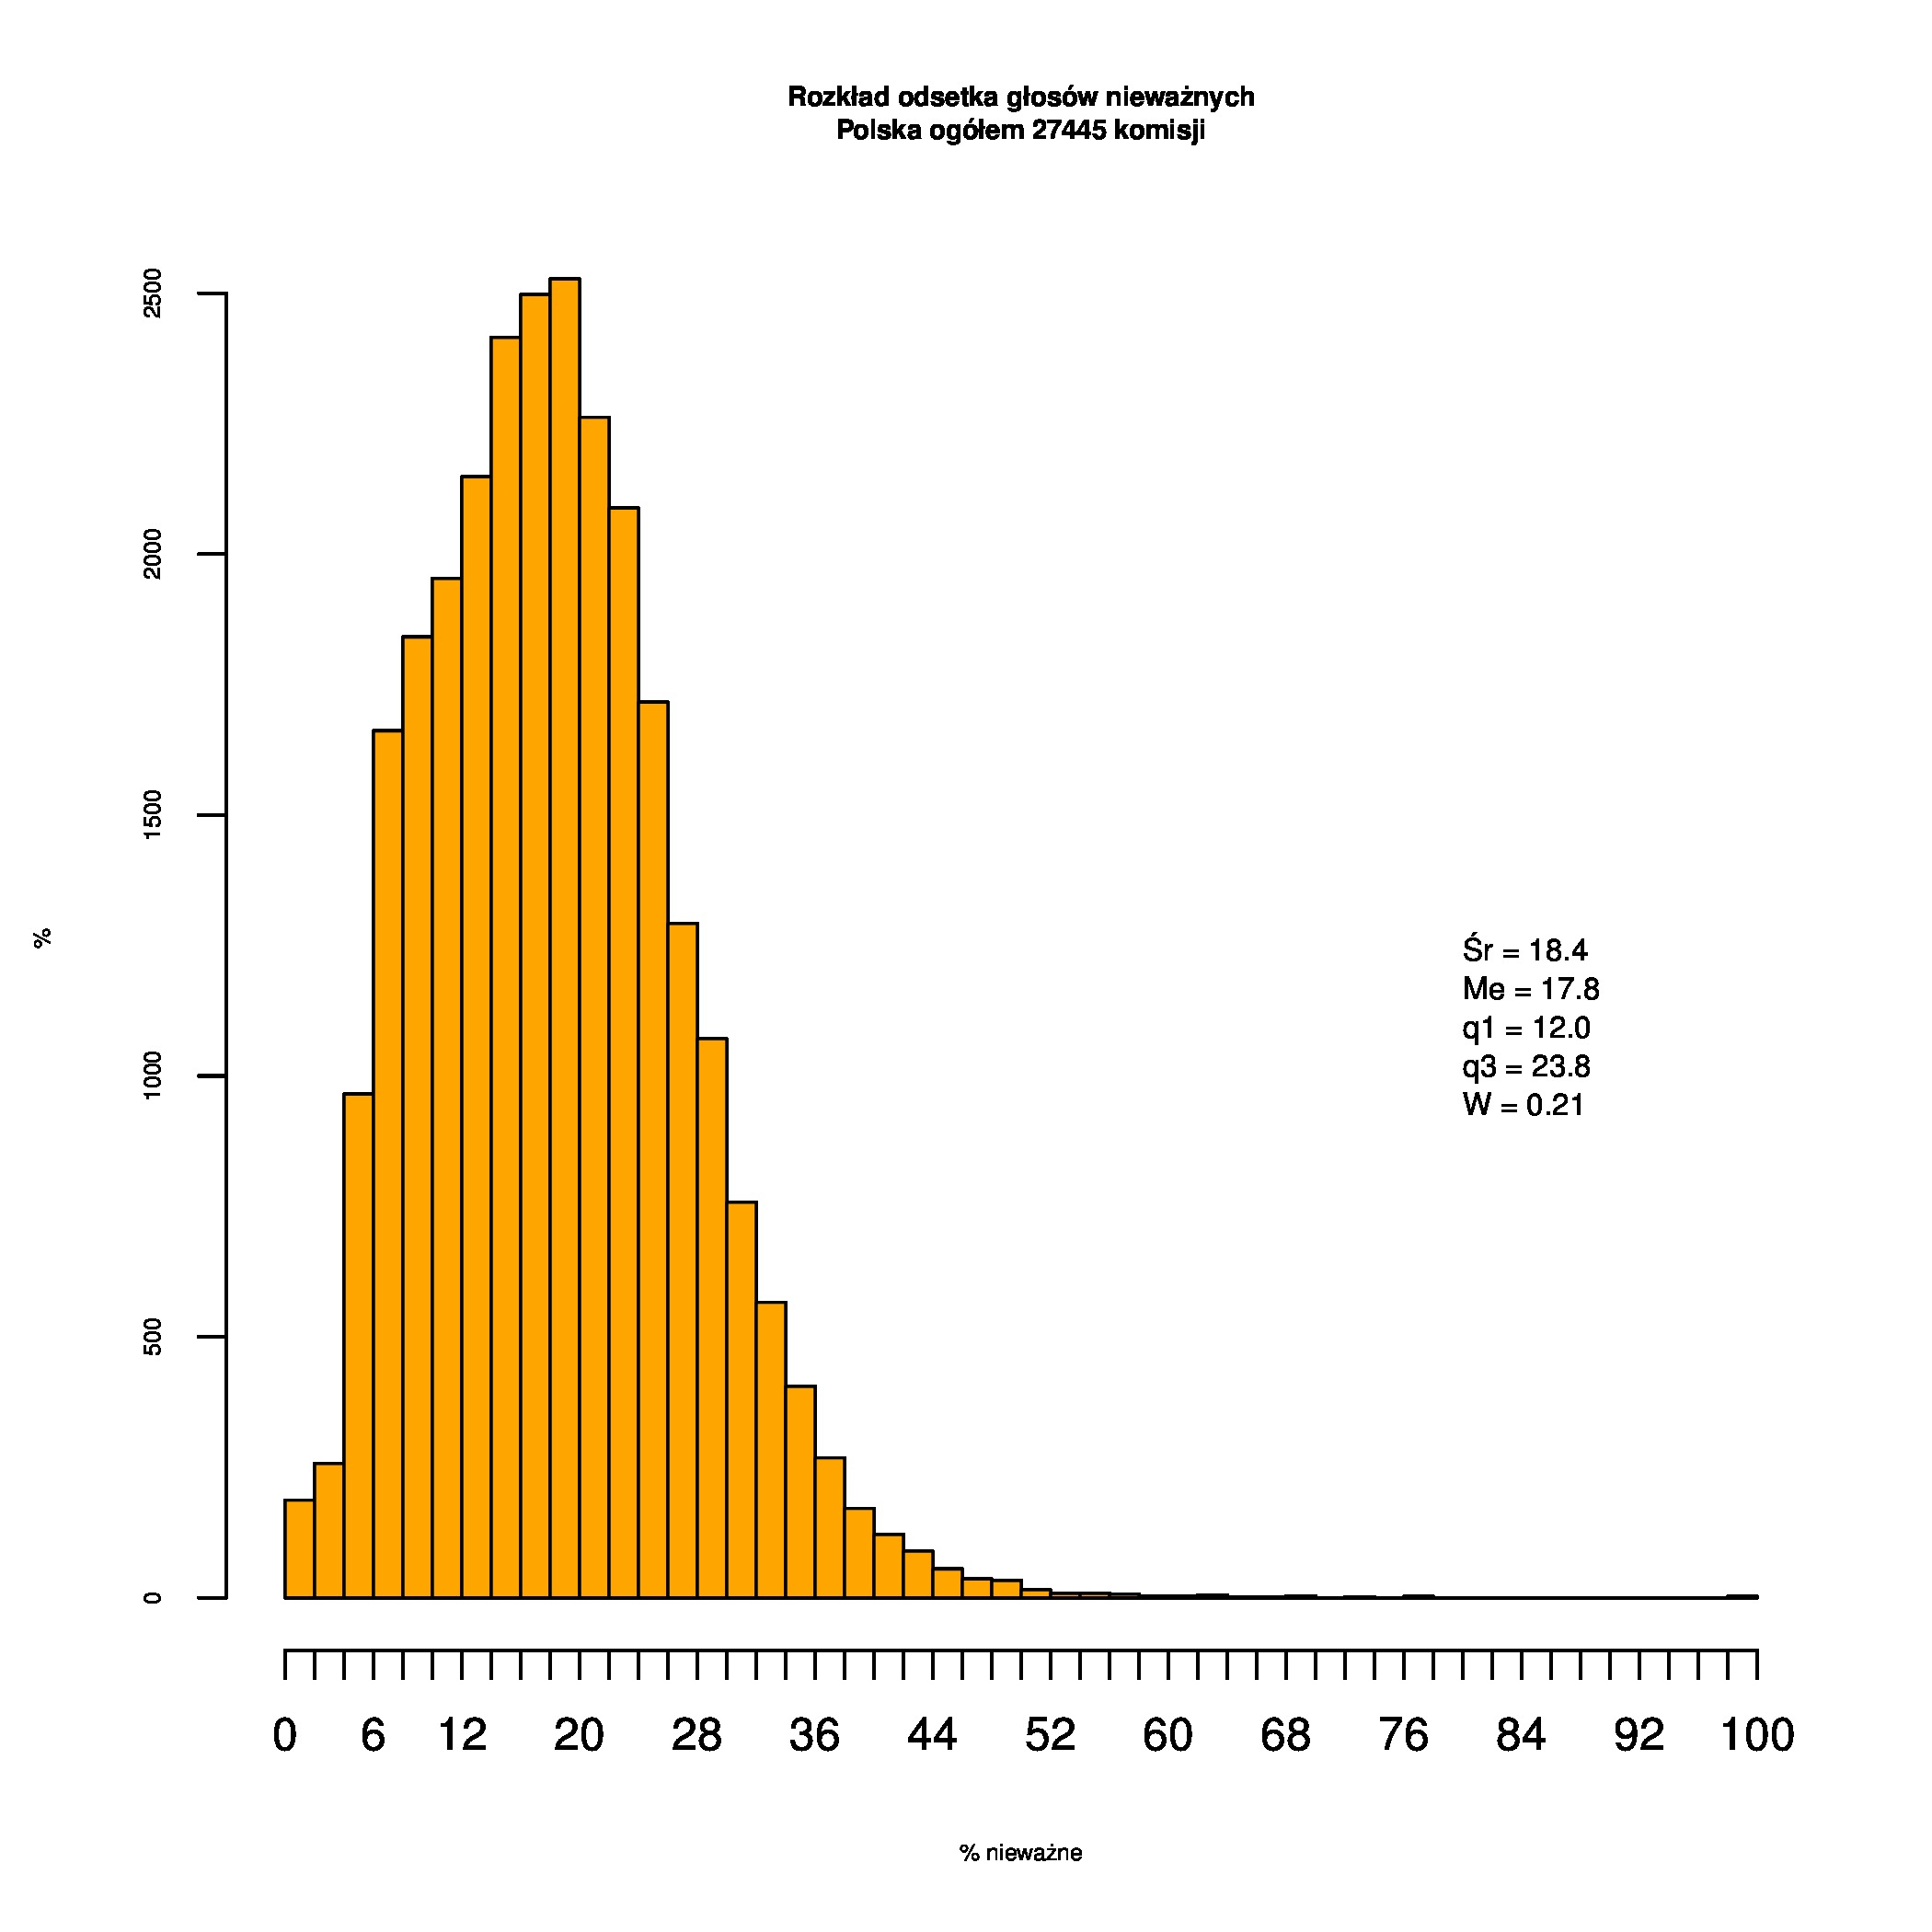 Rozkład odsetka głosów nieważnych
Polska ogółem 27445 komisji
2500
2000
1500
1000
500
0
%
Śr = 18.4
Me = 17.8
q1 = 12.0
q3 = 23.8
W = 0.21
0 6 12 20 28 36 44 52 60 68 76 84 92 100
% nieważne